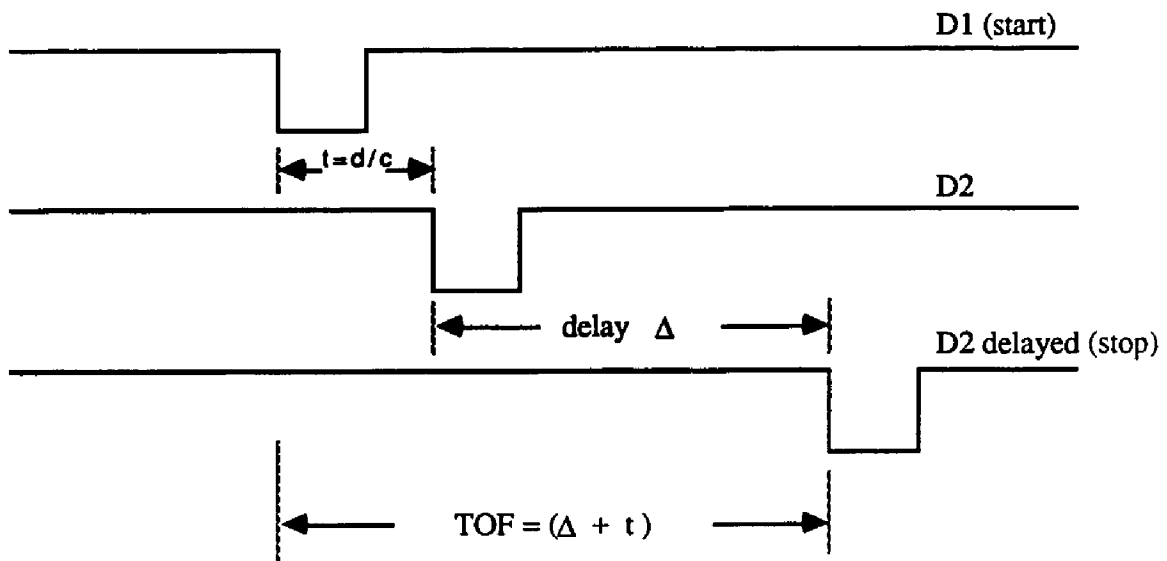 D1 (start)
t=d/c
D2
delay Δ
D2 delayed (stop)
TOF = (Δ + t)